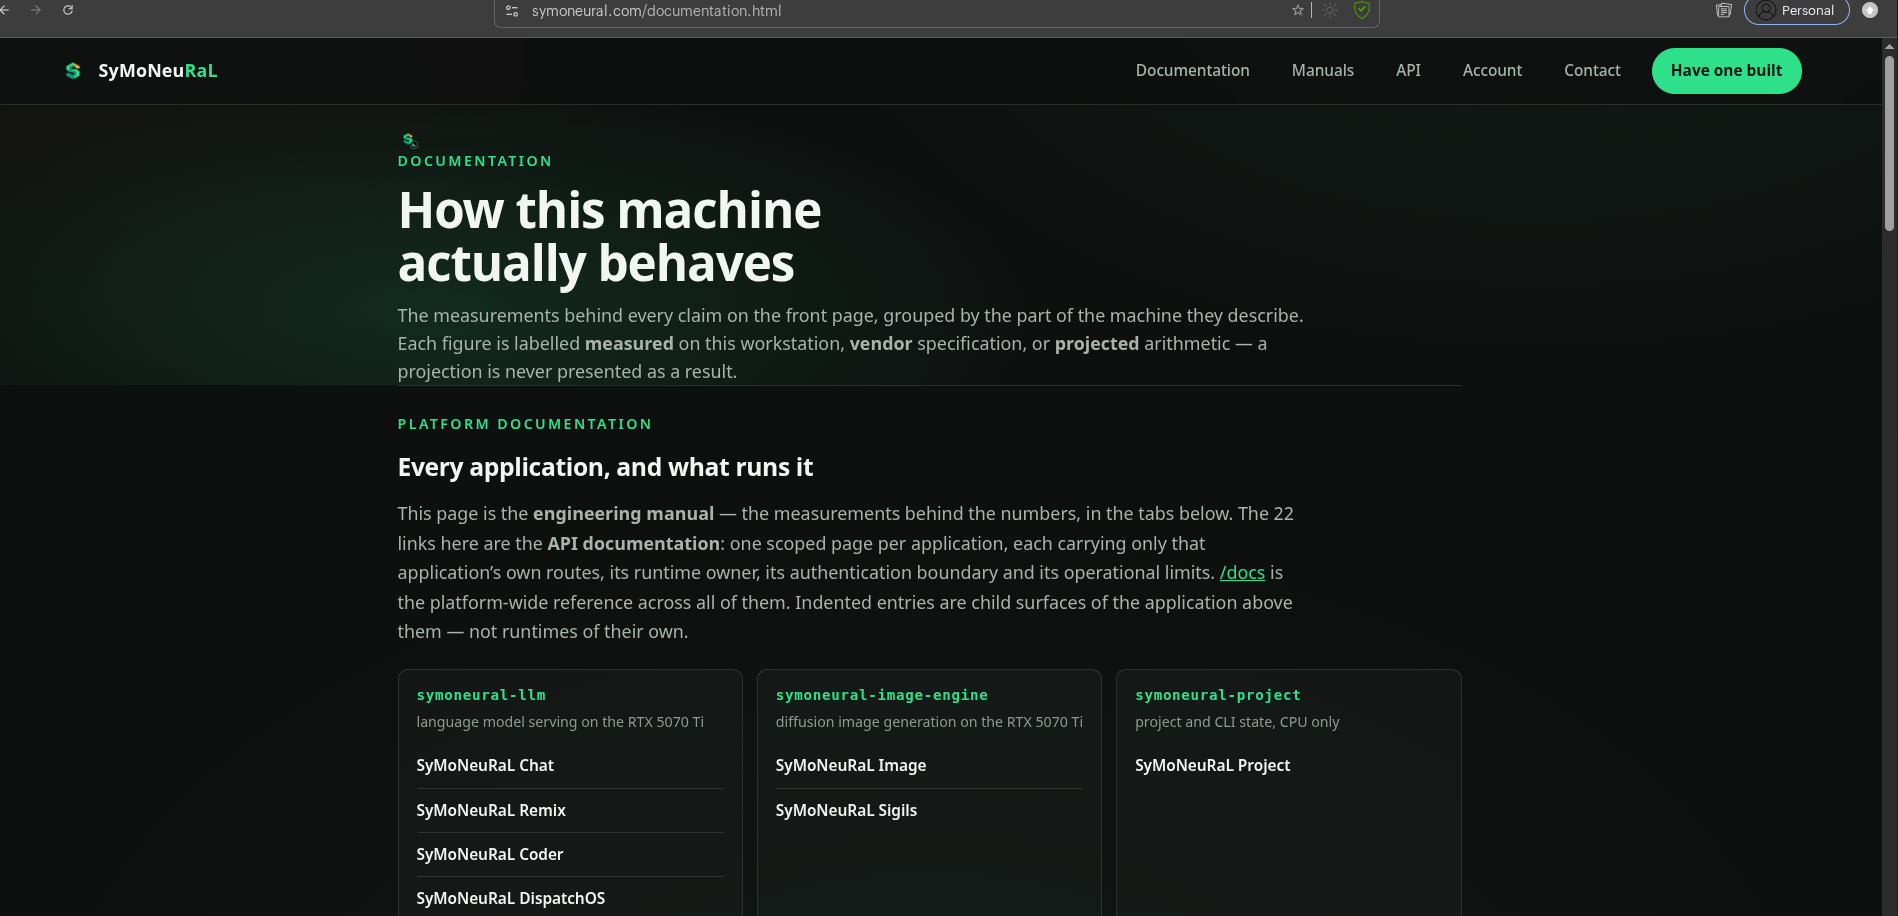 symoneural.com/documentation.html
Personal
SyMoNeuRaL
Documentation
Manuals
API
Account
Contact
Have one built
DOCUMENTATION
How this machine
actually behaves
The measurements behind every claim on the front page, grouped by the part of the machine they describe.
Each figure is labelled measured on this workstation, vendor specification, or projected arithmetic — a
projection is never presented as a result.
PLATFORM DOCUMENTATION
Every application, and what runs it
This page is the engineering manual — the measurements behind the numbers, in the tabs below. The 22
links here are the API documentation: one scoped page per application, each carrying only that
application’s own routes, its runtime owner, its authentication boundary and its operational limits. /docs is
the platform-wide reference across all of them. Indented entries are child surfaces of the application above
them — not runtimes of their own.
symoneural-llm
language model serving on the RTX 5070 Ti
SyMoNeuRaL Chat
SyMoNeuRaL Remix
SyMoNeuRaL Coder
SyMoNeuRaL DispatchOS
symoneural-image-engine
diffusion image generation on the RTX 5070 Ti
SyMoNeuRaL Image
SyMoNeuRaL Sigils
symoneural-project
project and CLI state, CPU only
SyMoNeuRaL Project